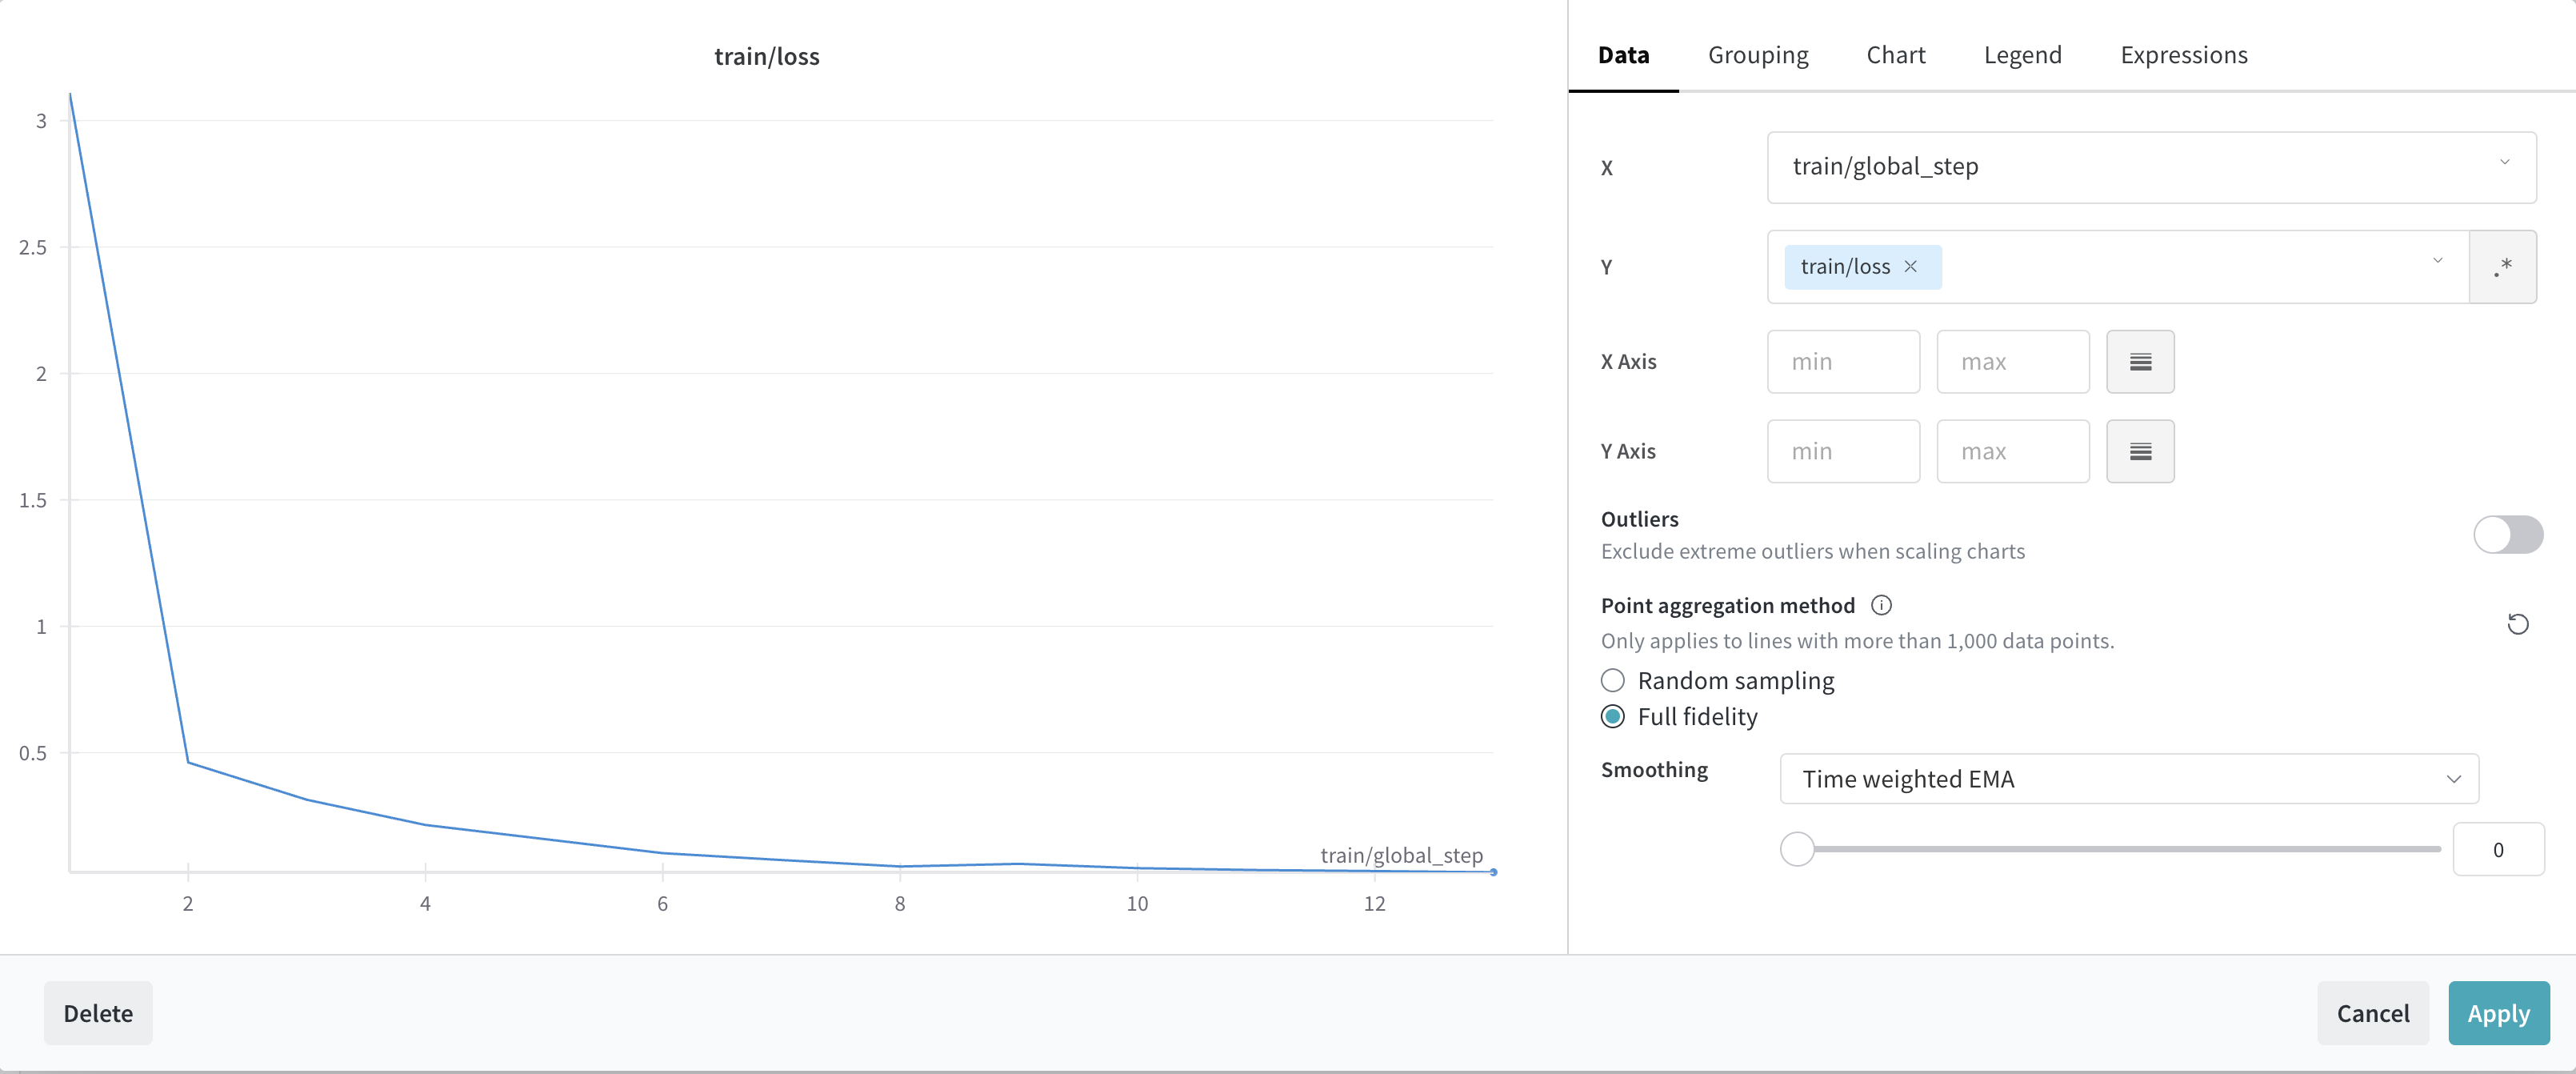 train/loss
3
2.5
2
1.5
1
0.5
train/global_step
2 4 6 8 10 12
Data Grouping Chart Legend Expressions
X train/global_step
Y train/loss .*
X Axis min max
Y Axis min max
Outliers
Exclude extreme outliers when scaling charts
Point aggregation method
Only applies to lines with more than 1,000 data points.
Random sampling
Full fidelity
Smoothing Time weighted EMA
0
Delete Cancel Apply